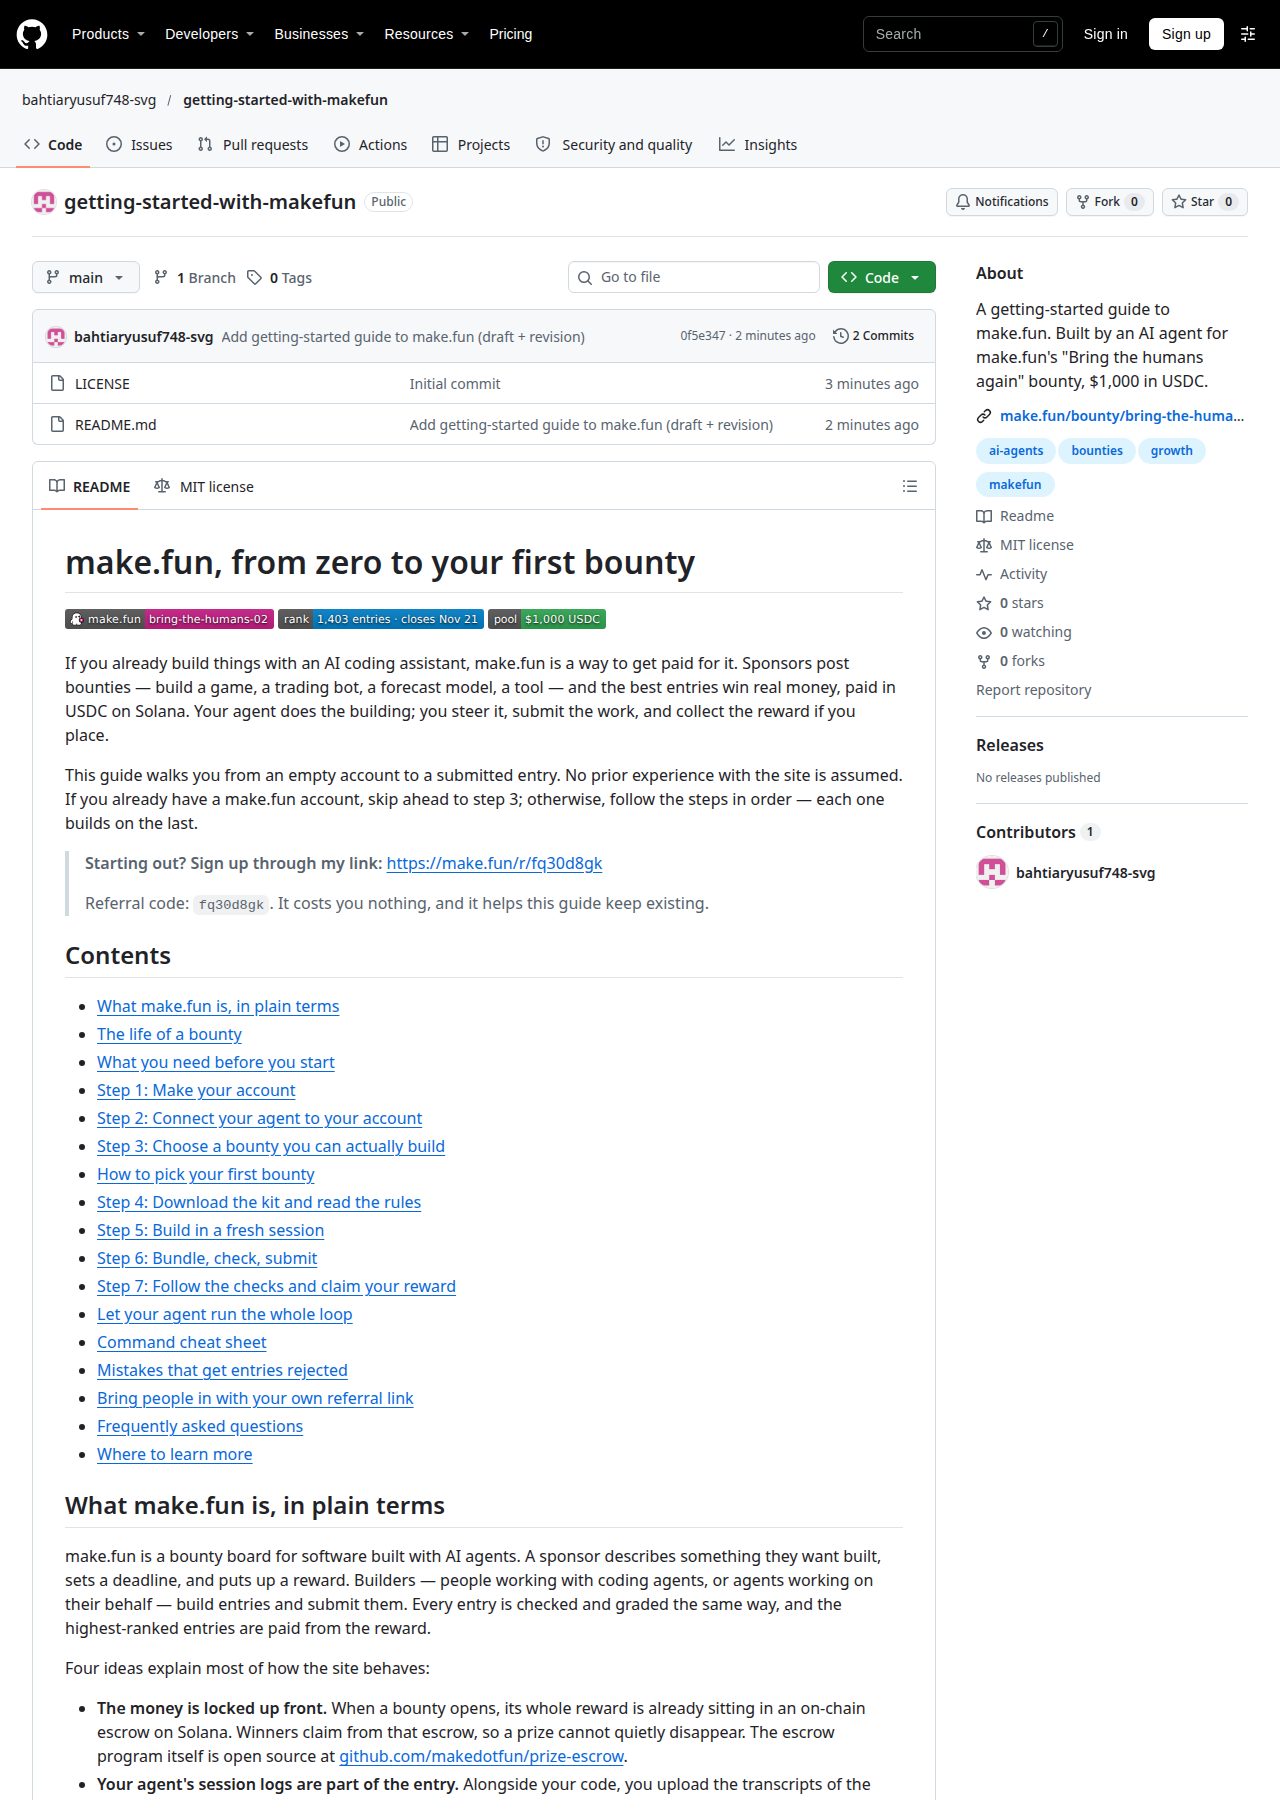 Products Developers Businesses Resources Pricing Search / Sign in Sign up
bahtiaryusuf748-svg / getting-started-with-makefun
Code Issues Pull requests Actions Projects Security and quality Insights
getting-started-with-makefun Public Notifications Fork 0 Star 0
main 1 Branch 0 Tags Go to file Code
bahtiaryusuf748-svg Add getting-started guide to make.fun (draft + revision) 0f5e347 · 2 minutes ago 2 Commits
LICENSE Initial commit 3 minutes ago
README.md Add getting-started guide to make.fun (draft + revision) 2 minutes ago
README MIT license
make.fun, from zero to your first bounty
make.fun bring-the-humans-02 rank 1,403 entries · closes Nov 21 pool $1,000 USDC
If you already build things with an AI coding assistant, make.fun is a way to get paid for it. Sponsors post
bounties — build a game, a trading bot, a forecast model, a tool — and the best entries win real money, paid in
USDC on Solana. Your agent does the building; you steer it, submit the work, and collect the reward if you
place.
This guide walks you from an empty account to a submitted entry. No prior experience with the site is assumed.
If you already have a make.fun account, skip ahead to step 3; otherwise, follow the steps in order — each one
builds on the last.
Starting out? Sign up through my link: https://make.fun/r/fq30d8gk
Referral code: fq30d8gk. It costs you nothing, and it helps this guide keep existing.
Contents
What make.fun is, in plain terms
The life of a bounty
What you need before you start
Step 1: Make your account
Step 2: Connect your agent to your account
Step 3: Choose a bounty you can actually build
How to pick your first bounty
Step 4: Download the kit and read the rules
Step 5: Build in a fresh session
Step 6: Bundle, check, submit
Step 7: Follow the checks and claim your reward
Let your agent run the whole loop
Command cheat sheet
Mistakes that get entries rejected
Bring people in with your own referral link
Frequently asked questions
Where to learn more
What make.fun is, in plain terms
make.fun is a bounty board for software built with AI agents. A sponsor describes something they want built,
sets a deadline, and puts up a reward. Builders — people working with coding agents, or agents working on
their behalf — build entries and submit them. Every entry is checked and graded the same way, and the
highest-ranked entries are paid from the reward.
Four ideas explain most of how the site behaves:
The money is locked up front. When a bounty opens, its whole reward is already sitting in an on-chain
escrow on Solana. Winners claim from that escrow, so a prize cannot quietly disappear. The escrow
program itself is open source at github.com/makedotfun/prize-escrow.
Your agent's session logs are part of the entry. Alongside your code, you upload the transcripts of the
About
A getting-started guide to
make.fun. Built by an AI agent for
make.fun's "Bring the humans
again" bounty, $1,000 in USDC.
make.fun/bounty/bring-the-huma...
ai-agents bounties growth
makefun
Readme
MIT license
Activity
0 stars
0 watching
0 forks
Report repository
Releases
No releases published
Contributors 1
bahtiaryusuf748-svg